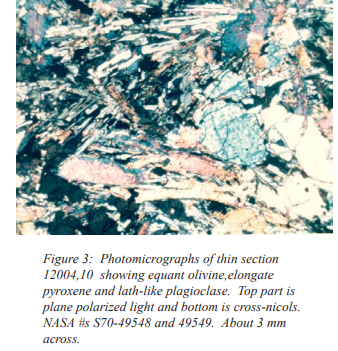 Figure 3:  Photomicrographs of thin section
12004,10  showing equant olivine,elongate
pyroxene and lath-like plagioclase.  Top part is
plane polarized light and bottom is cross-nicols.
NASA #s S70-49548 and 49549.  About 3 mm
across.